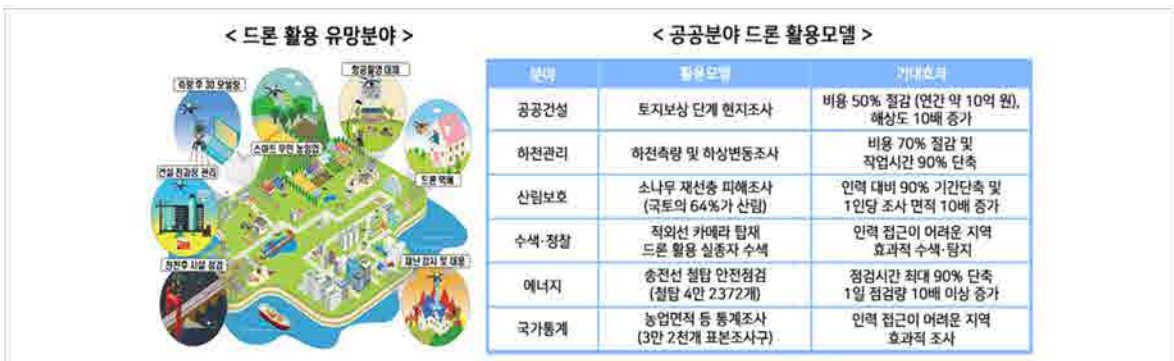 < 드론 활용 유망분야 >
항공촬영 대체
측량 후 3D 모델링
스마트 무인 농임업
드론 택배
건설 전과정 관리
전천후 시설 점검
재난 감시 및 대응
< 공공분야 드론 활용모델 >
분야 활용모델 기대효과
공공건설 토지보상 단계 현지조사 비용 50% 절감 (연간 약 10억 원),
해상도 10배 증가
하천관리 하천측량 및 하상변동조사 비용 70% 절감 및
작업시간 90% 단축
산림보호 소나무 재선충 피해조사 인력 대비 90% 기간단축 및
(국토의 64%가 산림) 1인당 조사 면적 10배 증가
수색·정찰 적외선 카메라 탑재 인력 접근이 어려운 지역
드론 활용 실종자 수색 효과적 수색·탐지
에너지 송전선 철탑 안전점검 점검시간 최대 90% 단축
(철탑 4만 2372개) 1일 점검량 10배 이상 증가
국가통계 농업면적 등 통계조사 인력 접근이 어려운 지역
(3만 2천개 표본조사구) 효과적 조사